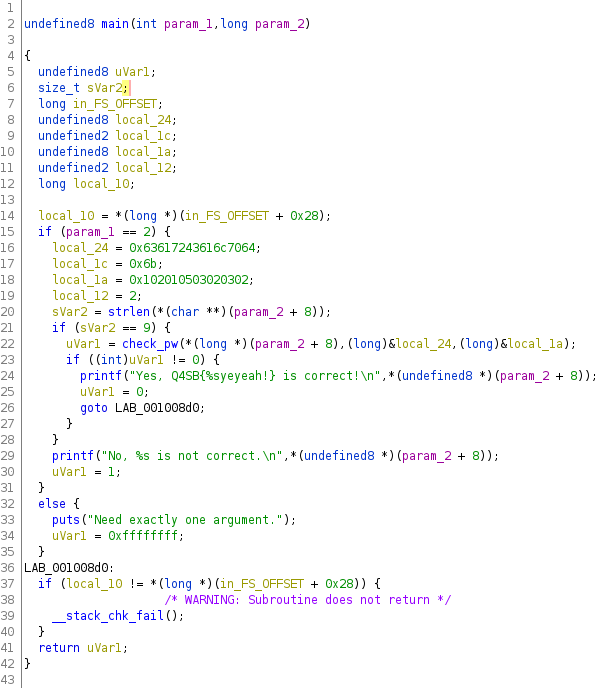 1
2 undefined8 main(int param_1,long param_2)
3
4 {
5   undefined8 uVar1;
6   size_t sVar2;
7   long in_FS_OFFSET;
8   undefined8 local_24;
9   undefined2 local_1c;
10   undefined8 local_1a;
11   undefined2 local_12;
12   long local_10;
13
14   local_10 = *(long *)(in_FS_OFFSET + 0x28);
15   if (param_1 == 2) {
16     local_24 = 0x63617243616c7064;
17     local_1c = 0x6b;
18     local_1a = 0x102010503020302;
19     local_12 = 2;
20     sVar2 = strlen(*(char **)(param_2 + 8));
21     if (sVar2 == 9) {
22       uVar1 = check_pw(*(long *)(param_2 + 8),(long)&local_24,(long)&local_1a);
23       if ((int)uVar1 != 0) {
24         printf("Yes, Q4SB{%syeyeah!} is correct!\n",*(undefined8 *)(param_2 + 8));
25         uVar1 = 0;
26         goto LAB_001008d0;
27       }
28     }
29     printf("No, %s is not correct.\n",*(undefined8 *)(param_2 + 8));
30     uVar1 = 1;
31   }
32   else {
33     puts("Need exactly one argument.");
34     uVar1 = 0xffffffff;
35   }
36 LAB_001008d0:
37   if (local_10 != *(long *)(in_FS_OFFSET + 0x28)) {
38                     /* WARNING: Subroutine does not return */
39     __stack_chk_fail();
40   }
41   return uVar1;
42 }
43